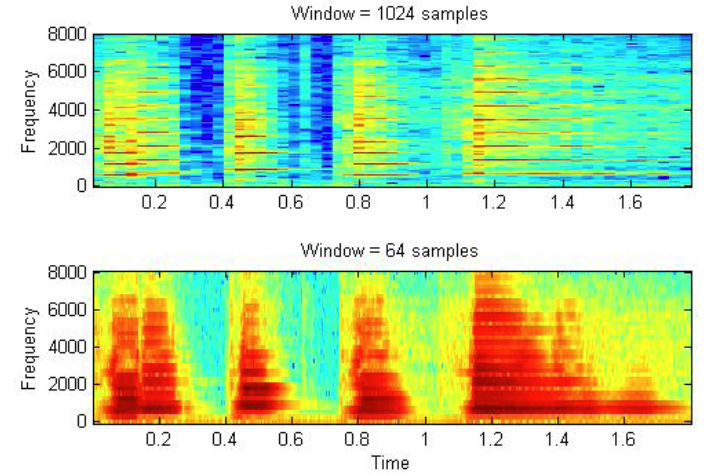 Window = 1024 samples
8000
6000
4000
2000
0
Frequency
0.2 0.4 0.6 0.8 1 1.2 1.4 1.6
Window = 64 samples
8000
6000
4000
2000
0
Frequency
0.2 0.4 0.6 0.8 1 1.2 1.4 1.6
Time